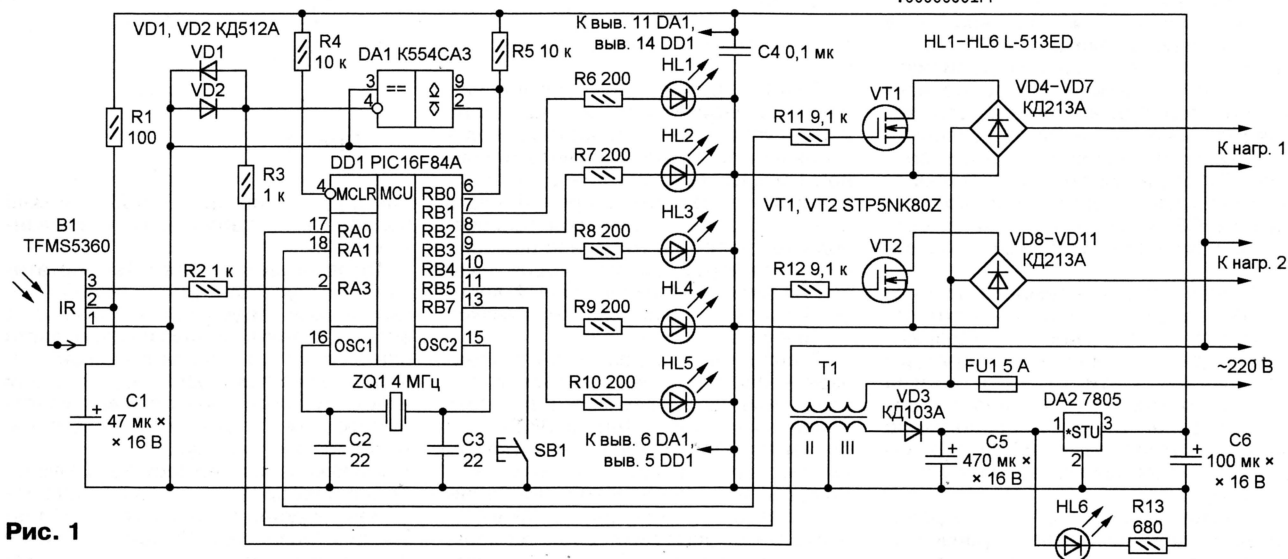 VD1, VD2 КД512А
VD1
VD2
R4
10 к
DA1 К554СА3
3
4
==
9
2
R5 10 к
К выв. 11 DA1,
выв. 14 DD1
C4 0,1 мк
HL1–HL6 L-513ED
R1
100
R3
1 к
DD1 PIC16F84A
4
MCLR
MCU
RB0
6
RB1
7
17
RA0
RB2
8
18
RA1
RB3
9
RB4
10
2
RA3
RB5
11
RB7
13
16
OSC1
OSC2
15
B1
TFMS5360
IR
3
2
1
R2 1 к
C1
47 мк ×
× 16 В
ZQ1 4 МГц
C2
22
C3
22
SB1
R6 200
HL1
R7 200
HL2
R8 200
HL3
R9 200
HL4
R10 200
HL5
К выв. 6 DA1,
выв. 5 DD1
R11 9,1 к
VT1
VD4–VD7
КД213А
К нагр. 1
VT1, VT2 STP5NK80Z
R12 9,1 к
VT2
VD8–VD11
КД213А
К нагр. 2
~220 В
FU1 5 А
T1
I
II
III
VD3
КД103А
DA2 7805
1
*STU
3
2
C5
470 мк ×
× 16 В
C6
100 мк ×
× 16 В
HL6
R13
680
Рис. 1